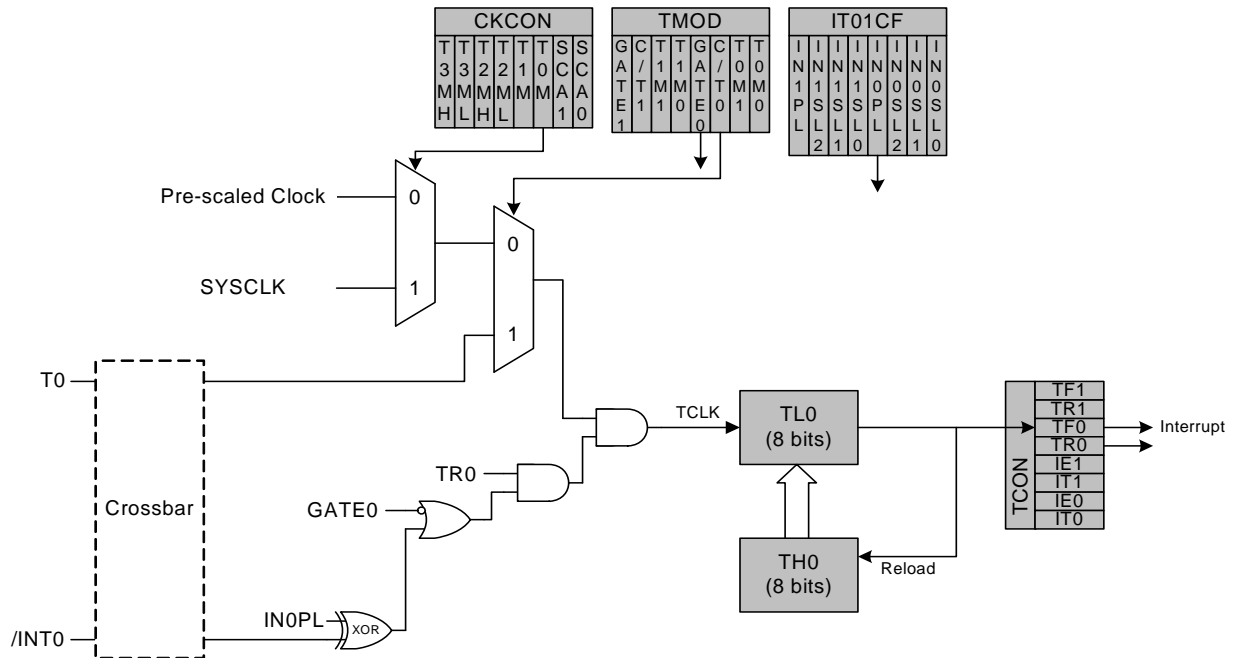 CKCON
T3MH T3ML T2MH T2ML T1M T0M SCA1 SCA0
TMOD
GATE1 C/T1 T1M1 T1M0 GATE0 C/T0 T0M1 T0M0
IT01CF
IN1PL IN1SL2 IN1SL1 IN1SL0 IN0PL IN0SL2 IN0SL1 IN0SL0
Pre-scaled Clock
0
SYSCLK
1
0
1
T0
Crossbar
/INT0
TR0
GATE0
IN0PL
XOR
TCLK
TL0
(8 bits)
TH0
(8 bits)
Reload
TCON
TF1
TR1
TF0
TR0
IE1
IT1
IE0
IT0
Interrupt